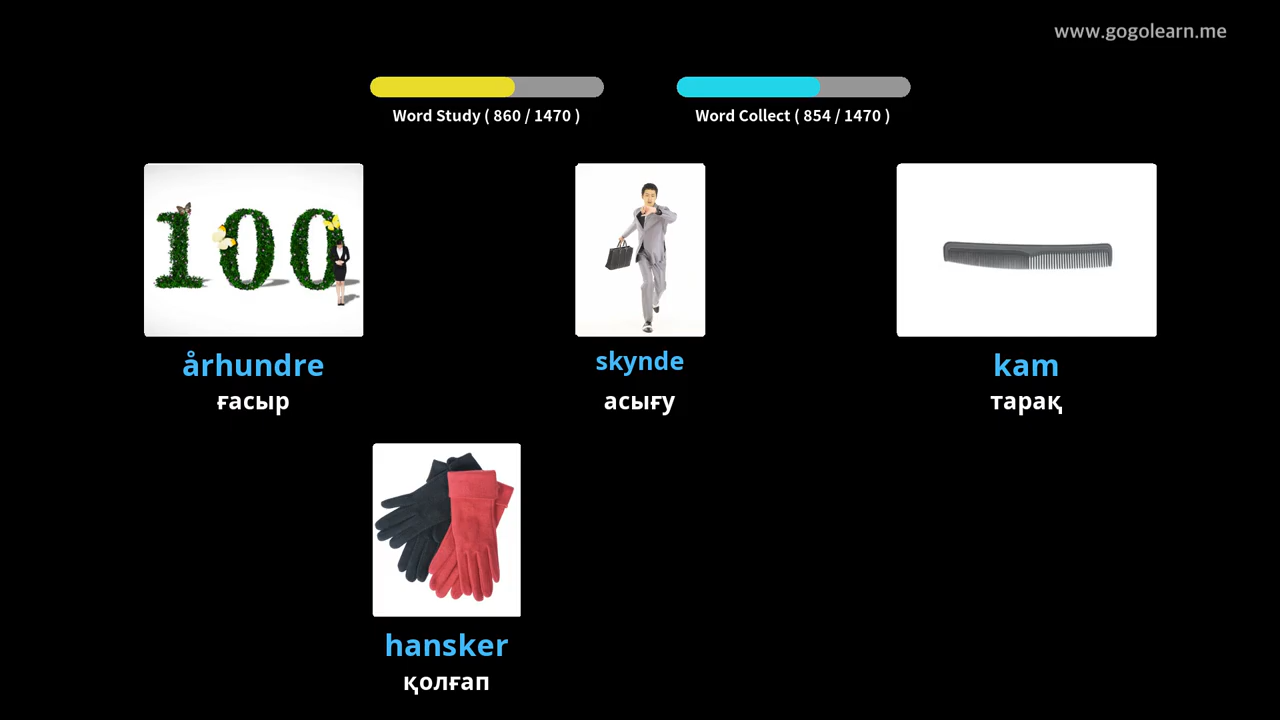 www.gogolearn.me
Word Study ( 860 / 1470 )
Word Collect ( 854 / 1470 )
100
århundre
ғасыр
skynde
асығу
kam
тарақ
hansker
қолғап